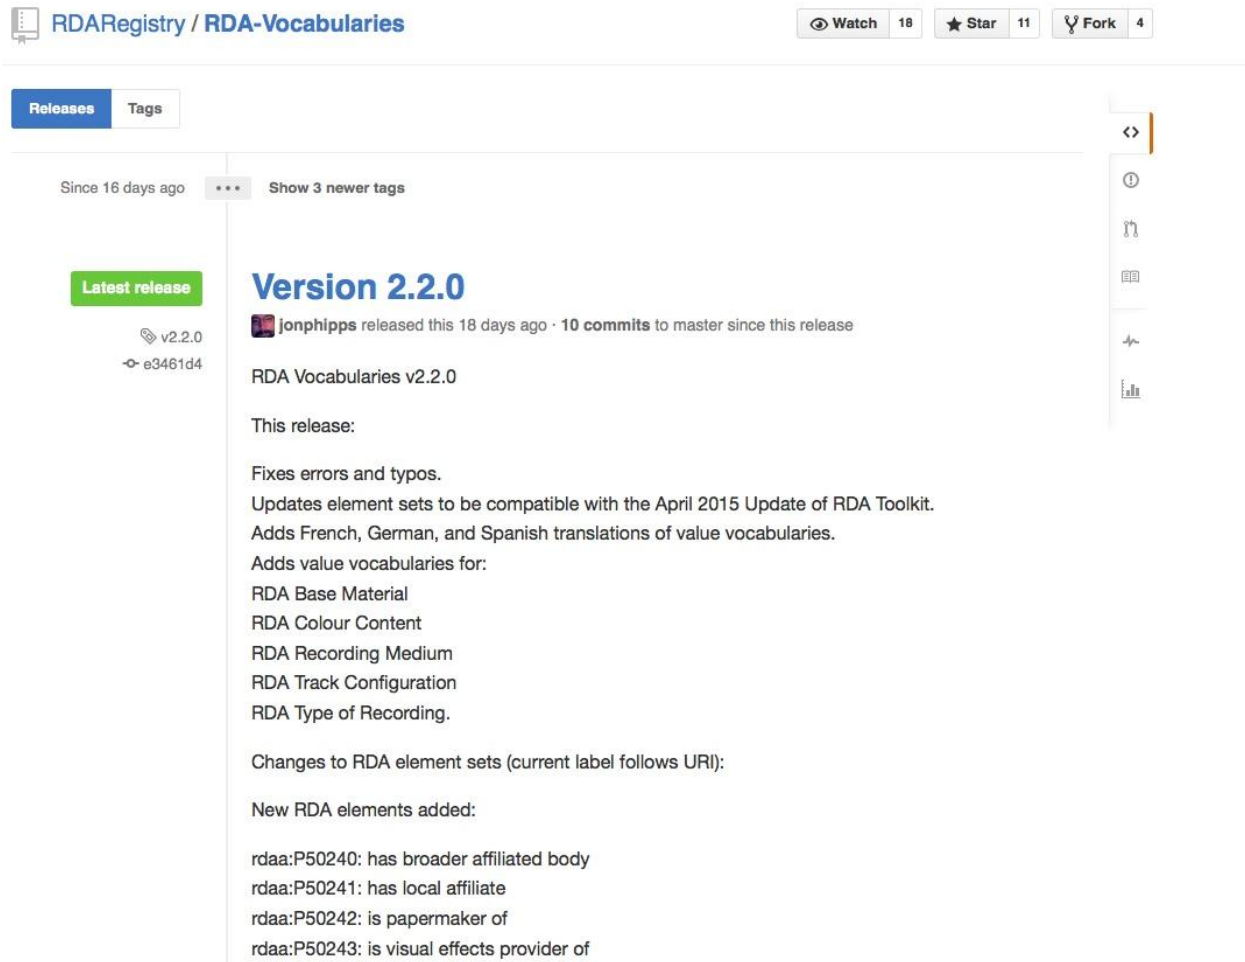 RDARegistry / RDA-Vocabularies
Watch 18 Star 11 Fork 4
Releases Tags
Since 16 days ago Show 3 newer tags
Latest release
v2.2.0
e3461d4
Version 2.2.0
jonphipps released this 18 days ago · 10 commits to master since this release
RDA Vocabularies v2.2.0
This release:
Fixes errors and typos.
Updates element sets to be compatible with the April 2015 Update of RDA Toolkit.
Adds French, German, and Spanish translations of value vocabularies.
Adds value vocabularies for:
RDA Base Material
RDA Colour Content
RDA Recording Medium
RDA Track Configuration
RDA Type of Recording.
Changes to RDA element sets (current label follows URI):
New RDA elements added:
rdaa:P50240: has broader affiliated body
rdaa:P50241: has local affiliate
rdaa:P50242: is papermaker of
rdaa:P50243: is visual effects provider of